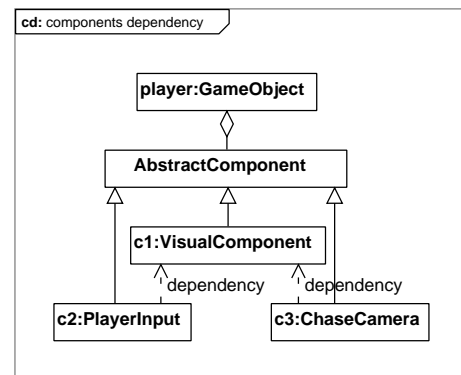 cd: components dependency
player:GameObject
AbstractComponent
c1:VisualComponent
dependency
dependency
c2:PlayerInput
c3:ChaseCamera